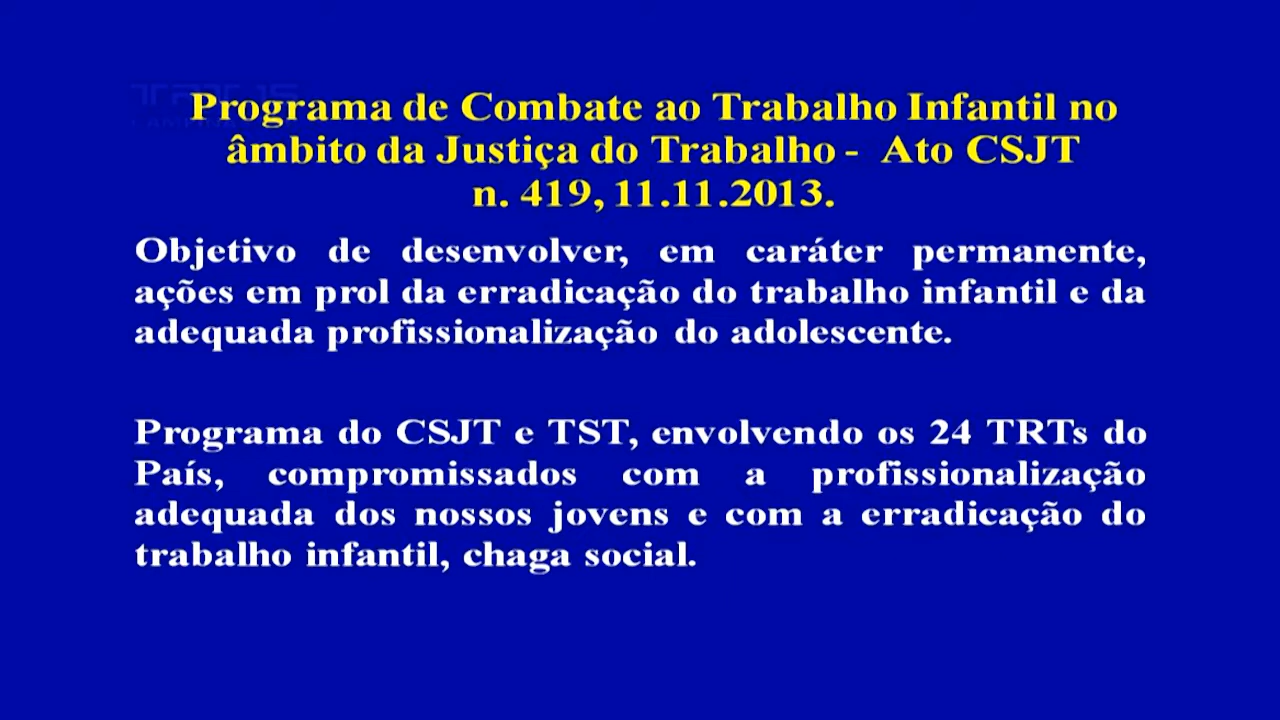 Programa de Combate ao Trabalho Infantil no
âmbito da Justiça do Trabalho - Ato CSJT
n. 419, 11.11.2013.
Objetivo de desenvolver, em caráter permanente,
ações em prol da erradicação do trabalho infantil e da
adequada profissionalização do adolescente.
Programa do CSJT e TST, envolvendo os 24 TRTs do
País, compromissados com a profissionalização
adequada dos nossos jovens e com a erradicação do
trabalho infantil, chaga social.